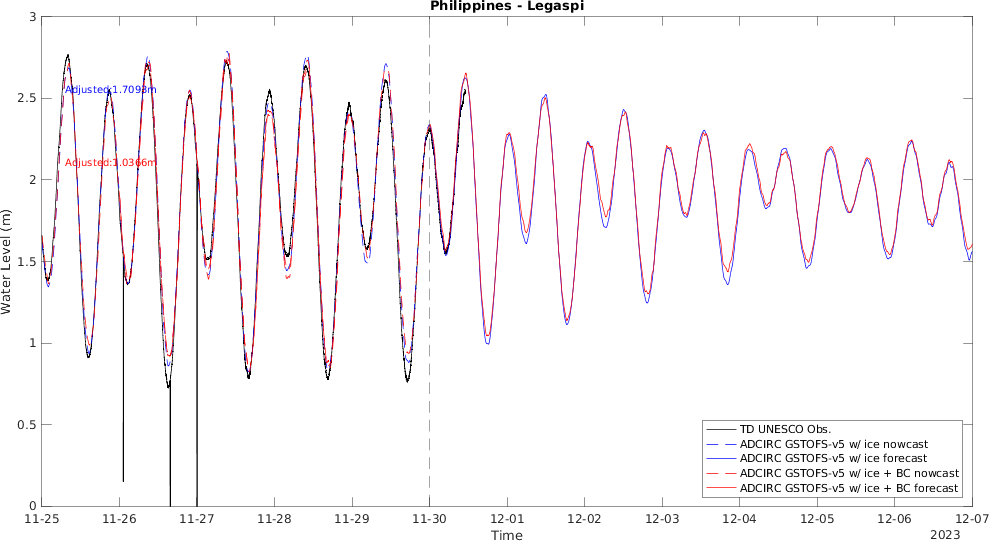 Philippines - Legaspi
Water Level (m)
3
2.5
2
1.5
1
0.5
0
Adjusted:1.7093m
Adjusted:1.0366m
TD UNESCO Obs.
ADCIRC GSTOFS-v5 w/ ice nowcast
ADCIRC GSTOFS-v5 w/ ice forecast
ADCIRC GSTOFS-v5 w/ ice + BC nowcast
ADCIRC GSTOFS-v5 w/ ice + BC forecast
11-25 11-26 11-27 11-28 11-29 11-30 12-01 12-02 12-03 12-04 12-05 12-06 12-07
Time
2023